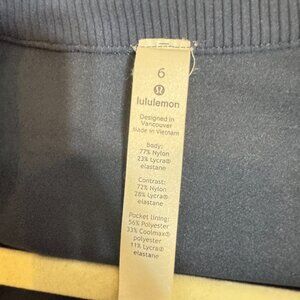 6
lululemon
Designed in
Vancouver
Made in Vietnam
body:
77% Nylon
23% Lycra®
elastane
Contrast:
72% Nylon
28% Lycra®
elastane
Pocket lining:
56% Polyester
33% Coolmax®
polyester
11% Lycra®
elastane